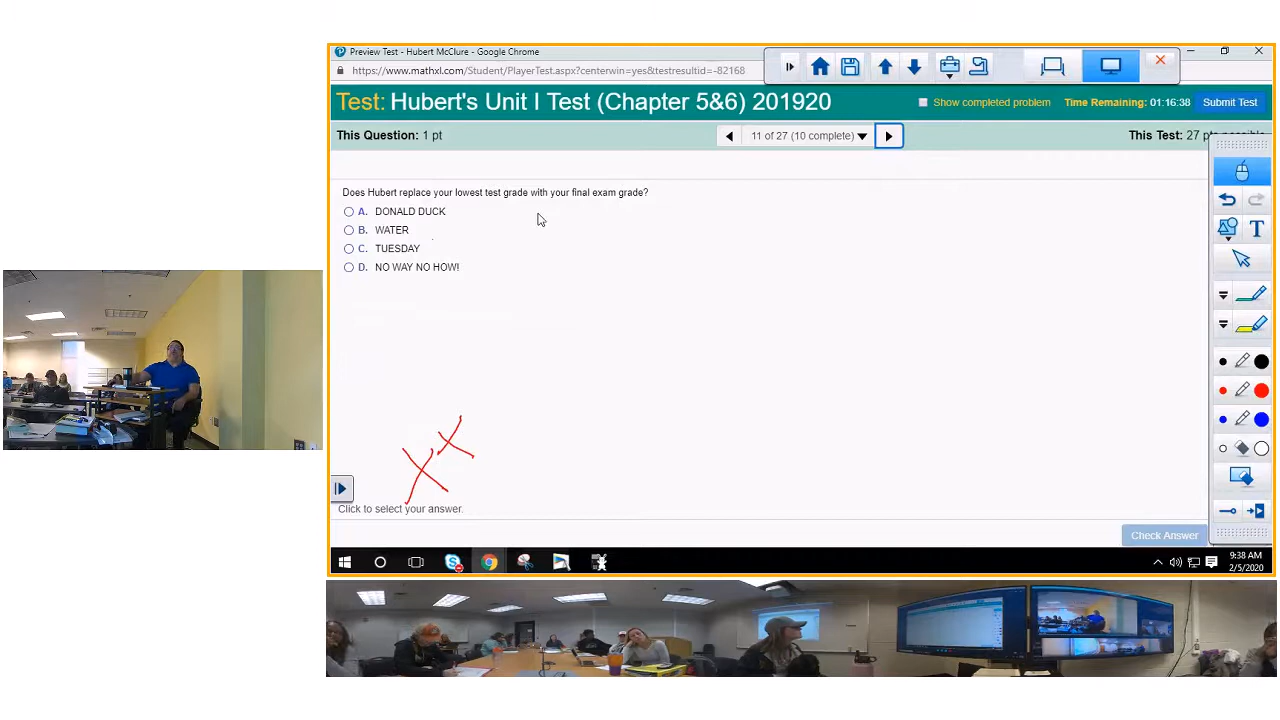 Preview Test - Hubert McClure - Google Chrome
https://www.mathxl.com/Student/PlayerTest.aspx?centerwin=yes&testresultid=-82168
Test: Hubert's Unit I Test (Chapter 5&6) 201920
Show completed problem
Time Remaining: 01:16:38
Submit Test
This Question: 1 pt
11 of 27 (10 complete)
This Test: 27 pts possible
Does Hubert replace your lowest test grade with your final exam grade?
A. DONALD DUCK
B. WATER
C. TUESDAY
D. NO WAY NO HOW!
X X
Click to select your answer.
Check Answer
T
9:38 AM
2/5/2020